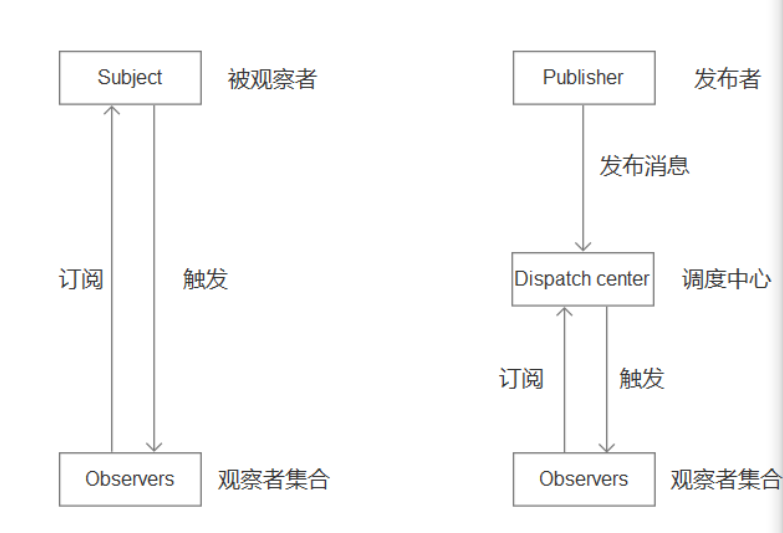 Subject 被观察者
订阅
触发
Observers 观察者集合
Publisher 发布者
发布消息
Dispatch center 调度中心
订阅
触发
Observers 观察者集合